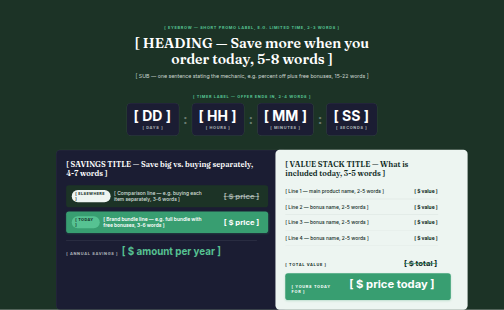 [ EYEBROW — SHORT PROMO LABEL, E.G. LIMITED TIME, 2-5 WORDS ]
[ HEADING — Save more when you
order today, 5-8 words ]
[ SUB — one sentence stating the mechanic, e.g. percent off plus free bonuses, 15-22 words ]
[ TIMER LABEL — OFFER ENDS IN, 2-4 WORDS ]
[ DD ] : [ HH ] : [ MM ] : [ SS ]
[ DAYS ] [ HOURS ] [ MINUTES ] [ SECONDS ]
[ SAVINGS TITLE — Save big vs. buying separately,
4-7 words ]
[ ELSEWHERE ]
[ Comparison line — e.g. buying each
item separately, 3-6 words ]
[ $ price ]
[ TODAY ]
[ Brand bundle line — e.g. full bundle with
free bonuses, 3-6 words ]
[ $ price ]
[ ANNUAL SAVINGS ] [ $ amount per year ]
[ VALUE STACK TITLE — What is
included today, 3-5 words ]
[ Line 1 — main product name, 2-5 words ] [ $ value ]
[ Line 2 — bonus name, 2-5 words ] [ $ value ]
[ Line 3 — bonus name, 2-5 words ] [ $ value ]
[ Line 4 — bonus name, 2-5 words ] [ $ value ]
[ TOTAL VALUE ] [ $ total ]
[ YOURS TODAY
FOR ]
[ $ price today ]